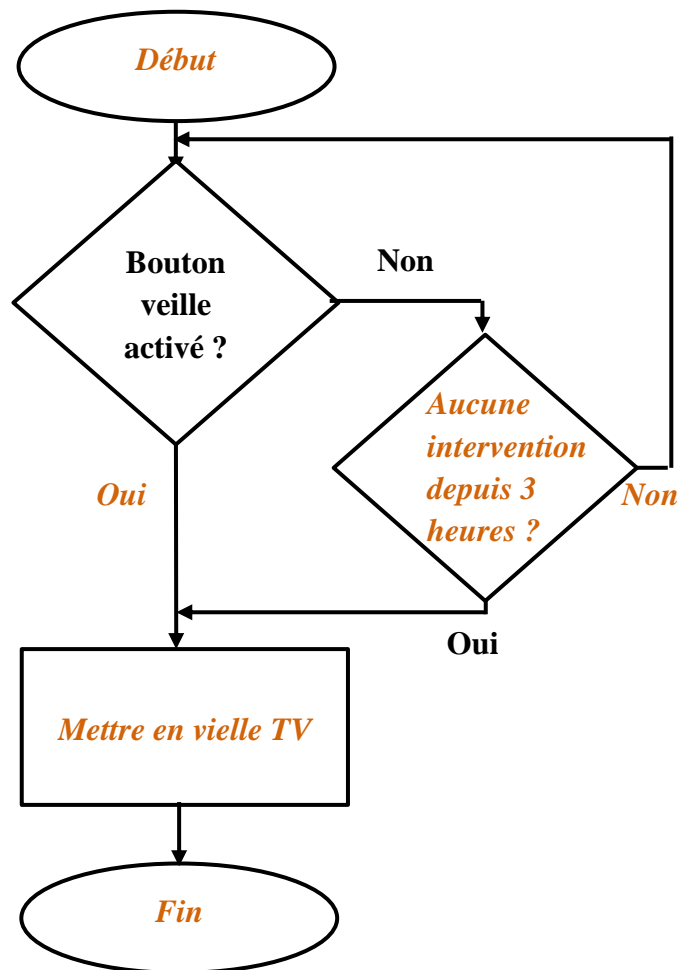 Début
Bouton
veille
activé ?
Non
Aucune
intervention
depuis 3
heures ?
Oui
Non
Oui
Mettre en vielle TV
Fin